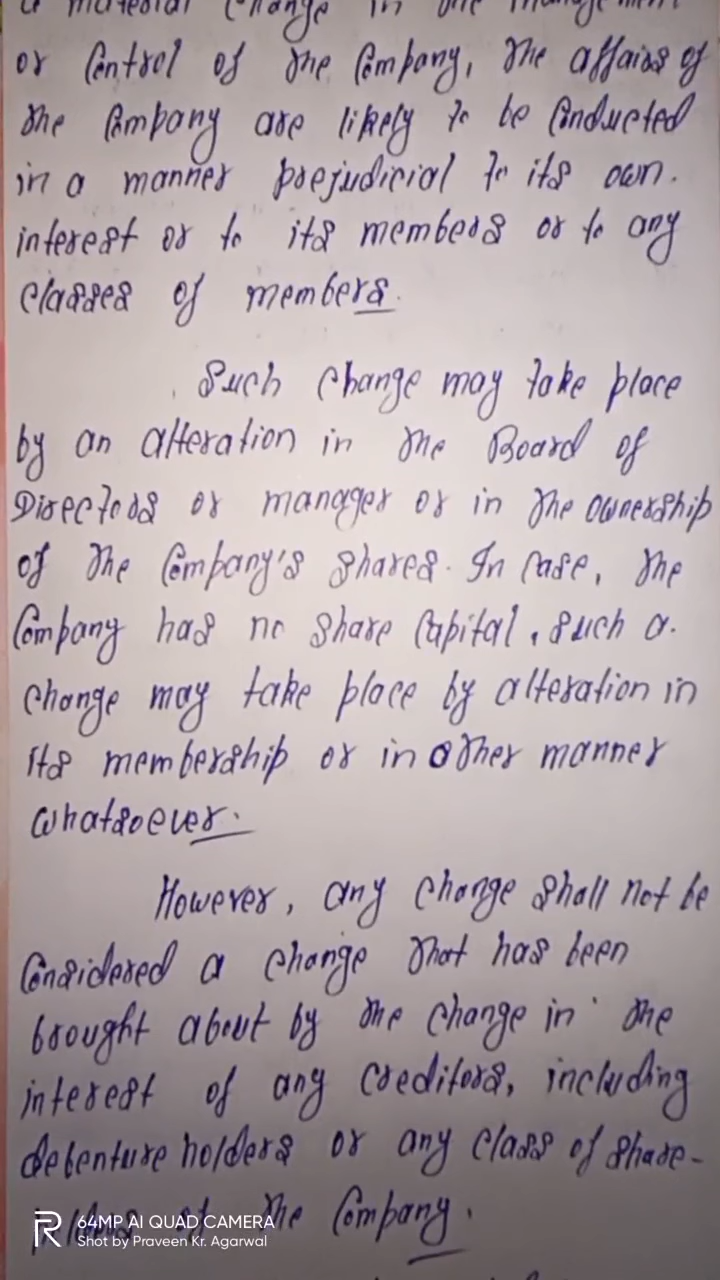 a material change in the management
or Control of the Company, the affairs of
the Company are likely to be Conducted
in a manner prejudicial to its own.
interest or to its members or to any
classes of members.
Such change may take place
by an alteration in the Board of
Directors or manager or in the ownership
of the Company's shares. In Case, the
Company has no share Capital, such a.
change may take place by alteration in
its membership or in other manner
whatsoever.
However, any change shall not be
Considered a change that has been
brought about by the change in the
interest of any creditors, including
debenture holders or any class of share-
of the Company.
64MP AI QUAD CAMERA
Shot by Praveen Kr. Agarwal